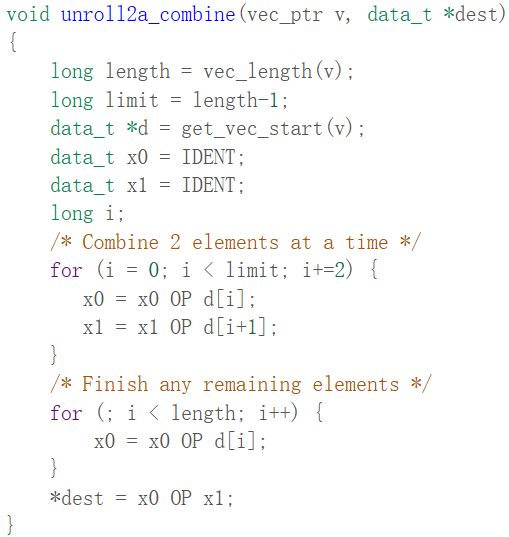 void unroll2a_combine(vec_ptr v, data_t *dest)
{
    long length = vec_length(v);
    long limit = length-1;
    data_t *d = get_vec_start(v);
    data_t x0 = IDENT;
    data_t x1 = IDENT;
    long i;
    /* Combine 2 elements at a time */
    for (i = 0; i < limit; i+=2) {
       x0 = x0 OP d[i];
       x1 = x1 OP d[i+1];
    }
    /* Finish any remaining elements */
    for (; i < length; i++) {
        x0 = x0 OP d[i];
    }
    *dest = x0 OP x1;
}